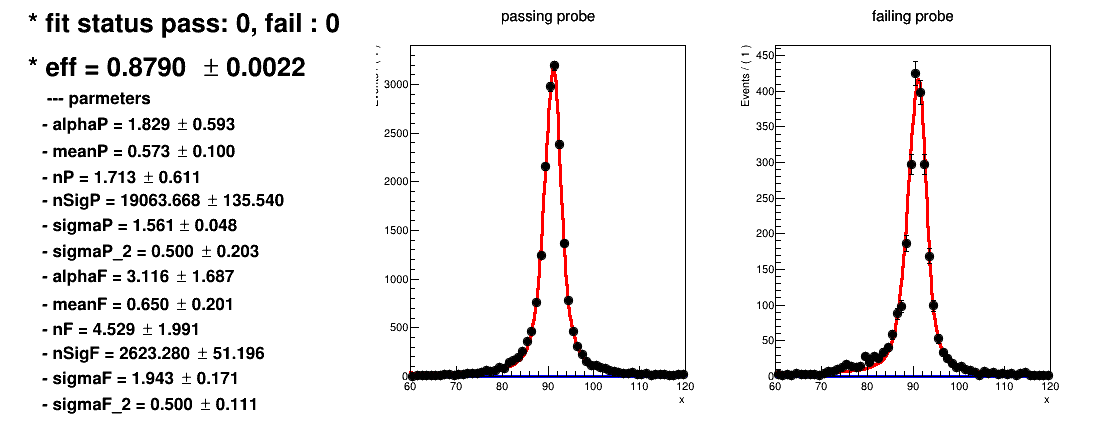 * fit status pass: 0, fail : 0
* eff = 0.8790 ± 0.0022
--- parmeters
- alphaP = 1.829 ± 0.593
- meanP = 0.573 ± 0.100
- nP = 1.713 ± 0.611
- nSigP = 19063.668 ± 135.540
- sigmaP = 1.561 ± 0.048
- sigmaP_2 = 0.500 ± 0.203
- alphaF = 3.116 ± 1.687
- meanF = 0.650 ± 0.201
- nF = 4.529 ± 1.991
- nSigF = 2623.280 ± 51.196
- sigmaF = 1.943 ± 0.171
- sigmaF_2 = 0.500 ± 0.111
passing probe
3000
2500
2000
1500
1000
500
0
60 70 80 90 100 110 120
x
failing probe
Events / ( 1 )
450
400
350
300
250
200
150
100
50
0
60 70 80 90 100 110 120
x